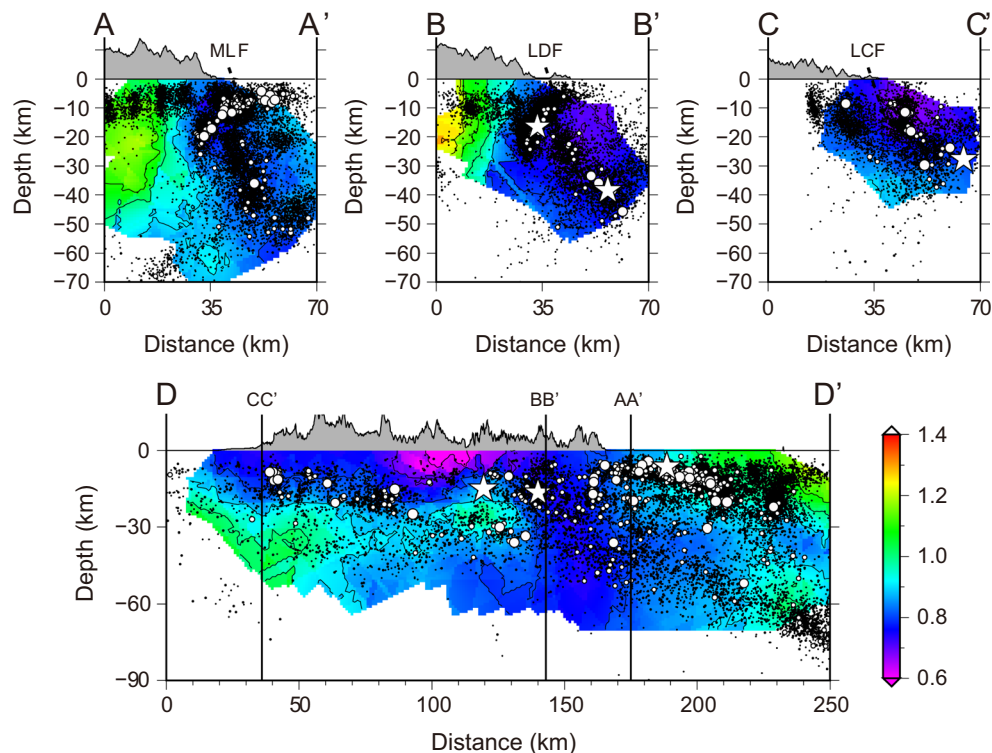 A A' B B' C C'
MLF LDF LCF
0 0 0
−10 −10 −10
−20 −20 −20
−30 −30 −30
−40 −40 −40
−50 −50 −50
−60 −60 −60
−70 −70 −70
Depth (km) Depth (km) Depth (km)
0 35 70 0 35 70 0 35 70
Distance (km) Distance (km) Distance (km)
D D'
CC' BB' AA'
0
−30
−60
−90
Depth (km)
0 50 100 150 200 250
Distance (km)
1.4
1.2
1.0
0.8
0.6